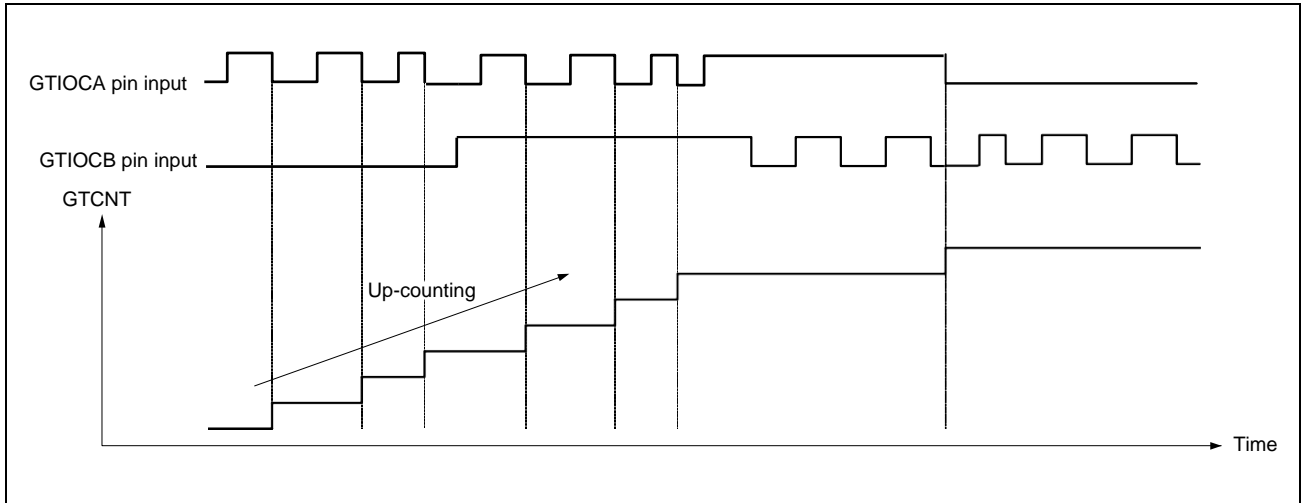 GTIOCA pin input
GTIOCB pin input
GTCNT
Up-counting
Time